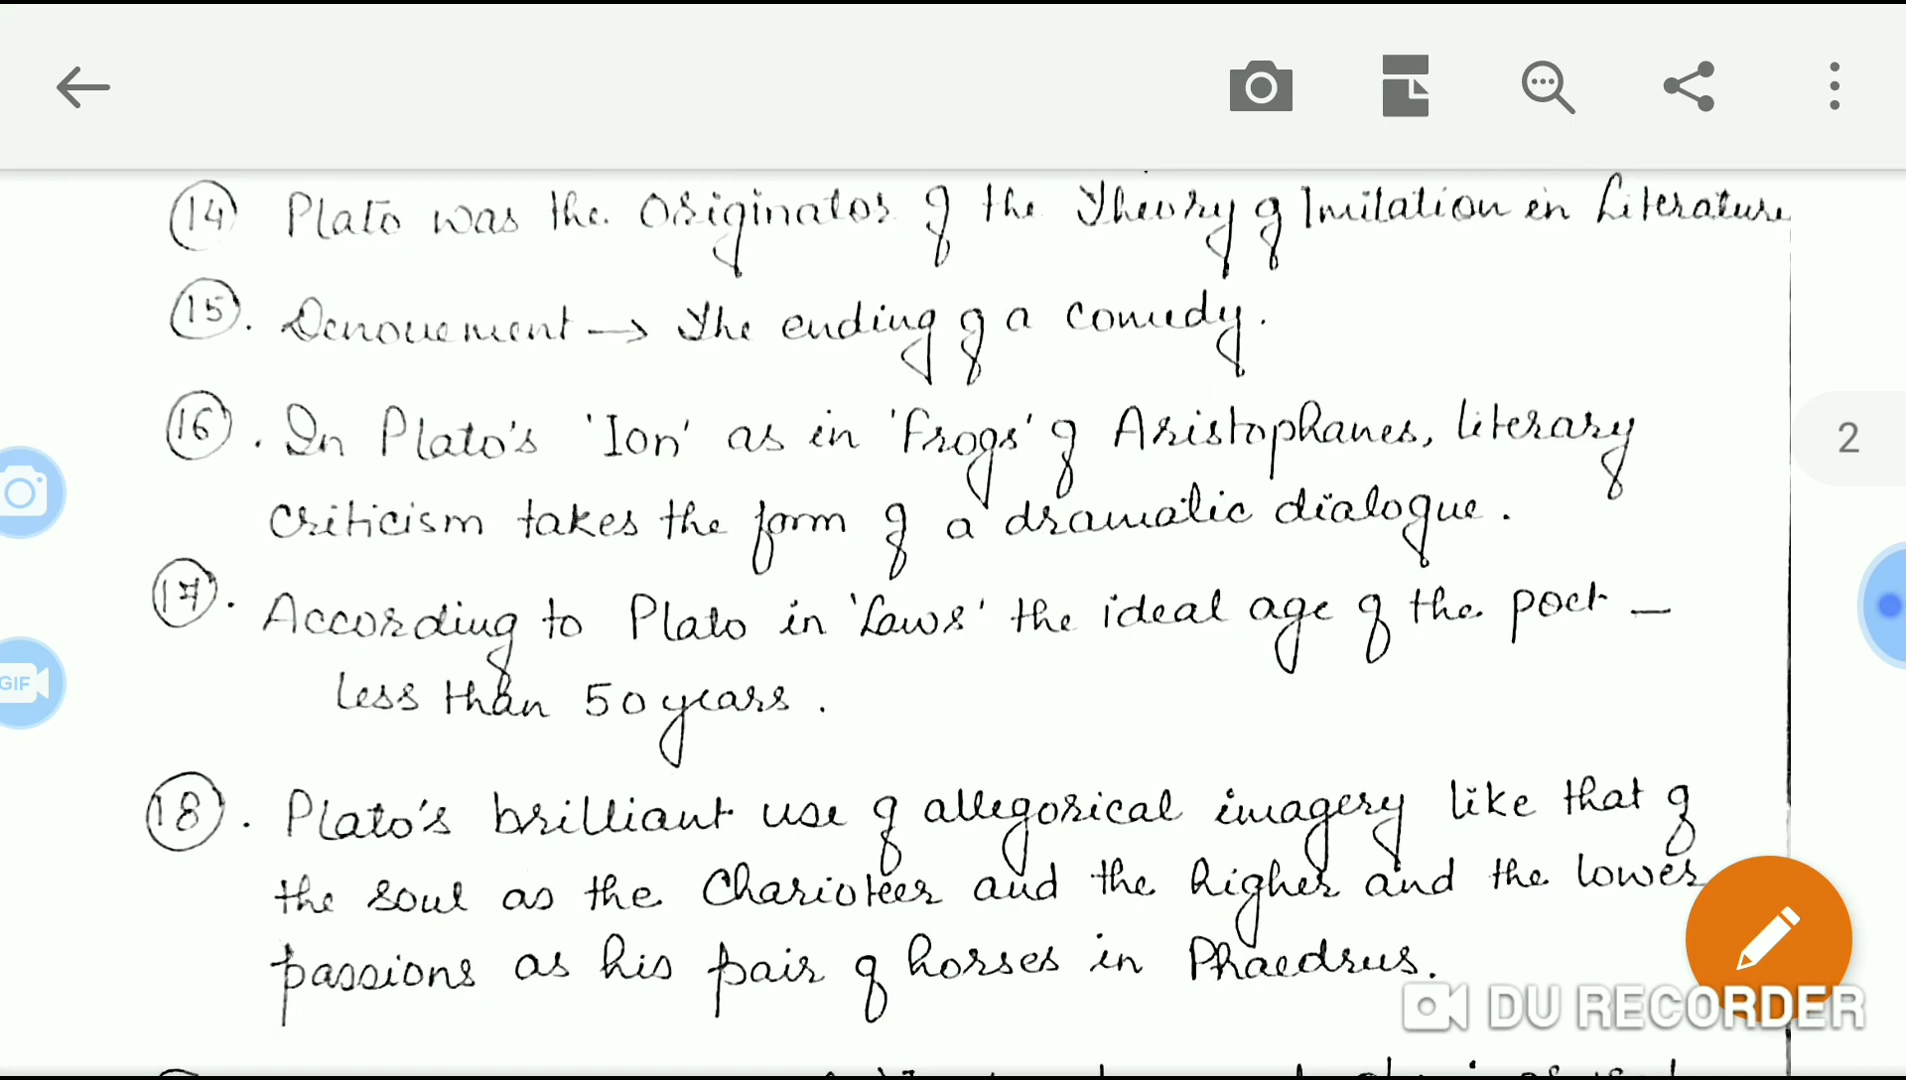 (14) Plato was the Originator of the Theory of Imitation in Literature
(15). Denouement → The ending of a comedy.
(16). In Plato's 'Ion' as in 'Frogs' of Aristophanes, literary
criticism takes the form of a dramatic dialogue.
(17). According to Plato in 'Laws' the ideal age of the poet —
less than 50 years.
(18). Plato's brilliant use of allegorical imagery like that of
the soul as the Charioteer and the higher and the lower
passions as his pair of horses in Phaedrus.
2
GIF
DU RECORDER